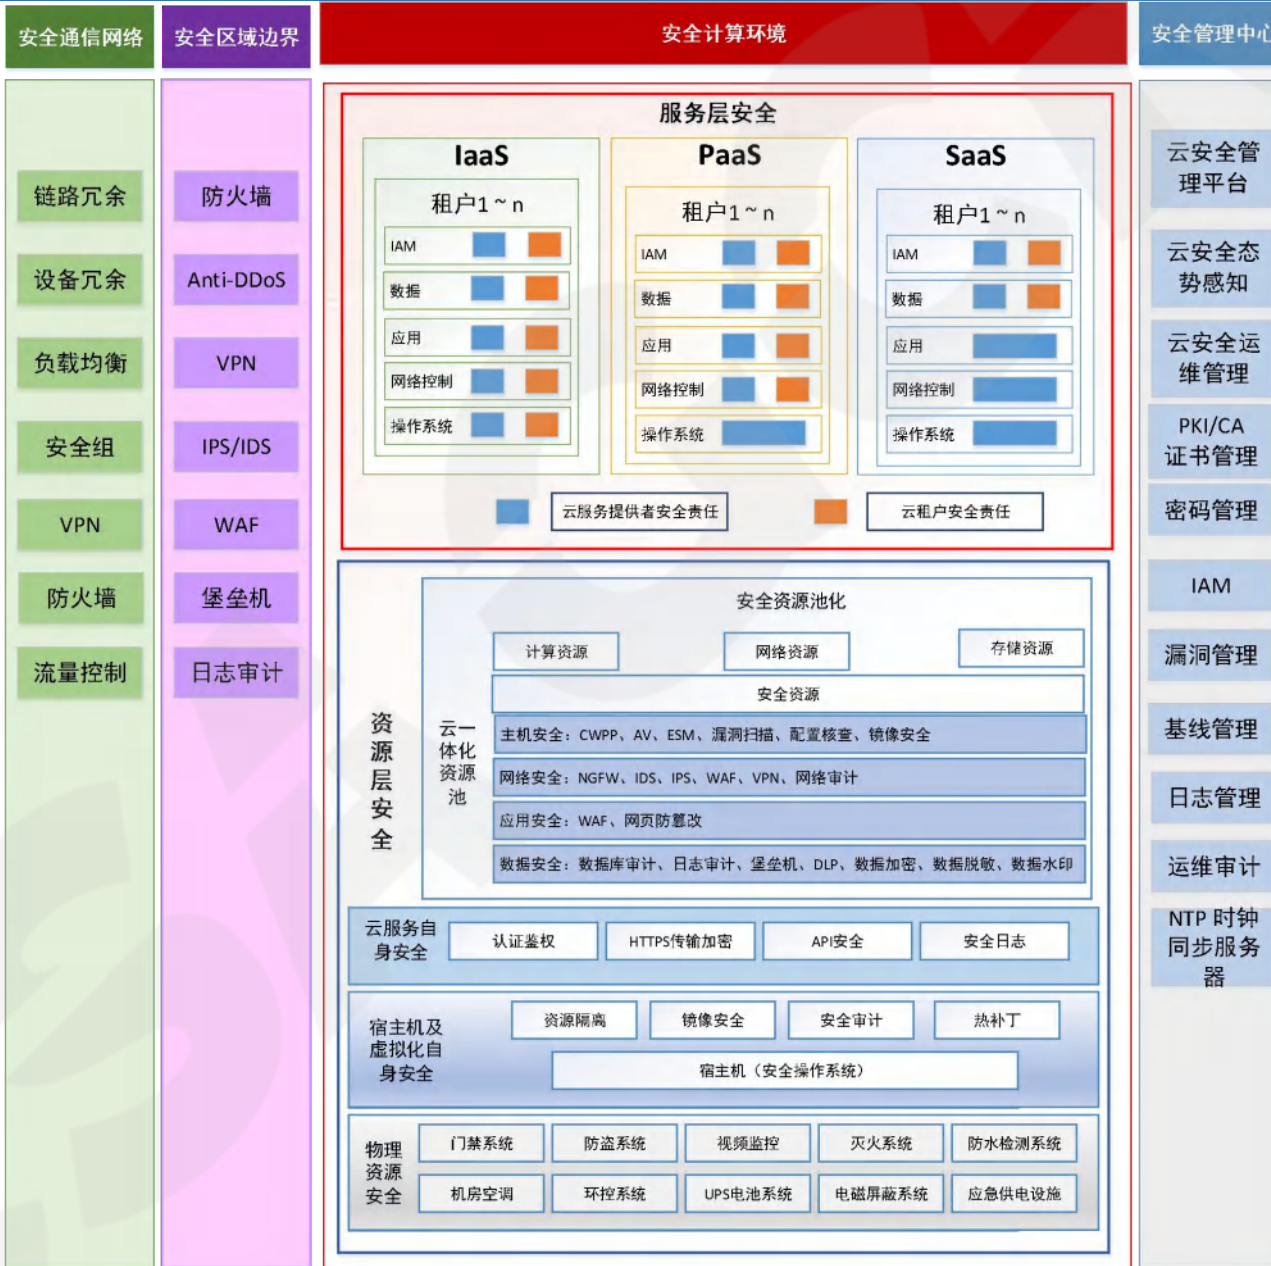 安全通信网络
安全区域边界
安全计算环境
安全管理中心
链路冗余
设备冗余
负载均衡
安全组
VPN
防火墙
流量控制
防火墙
Anti-DDoS
VPN
IPS/IDS
WAF
堡垒机
日志审计
服务层安全
IaaS
租户1~n
IAM
数据
应用
网络控制
操作系统
PaaS
租户1~n
IAM
数据
应用
网络控制
操作系统
SaaS
租户1~n
IAM
数据
应用
网络控制
操作系统
云服务提供者安全责任
云租户安全责任
资源层安全
云一
体化
资源
池
安全资源池化
计算资源
网络资源
存储资源
安全资源
主机安全：CWPP、AV、ESM、漏洞扫描、配置核查、镜像安全
网络安全：NGFW、IDS、IPS、WAF、VPN、网络审计
应用安全：WAF、网页防篡改
数据安全：数据库审计、日志审计、堡垒机、DLP、数据加密、数据脱敏、数据水印
云服务自
身安全
认证鉴权
HTTPS传输加密
API安全
安全日志
宿主机及
虚拟化自
身安全
资源隔离
镜像安全
安全审计
热补丁
宿主机（安全操作系统）
物理
资源
安全
门禁系统
防盗系统
视频监控
灭火系统
防水检测系统
机房空调
环控系统
UPS电池系统
电磁屏蔽系统
应急供电设施
云安全管
理平台
云安全态
势感知
云安全运
维管理
PKI/CA
证书管理
密码管理
IAM
漏洞管理
基线管理
日志管理
运维审计
NTP 时钟
同步服务
器